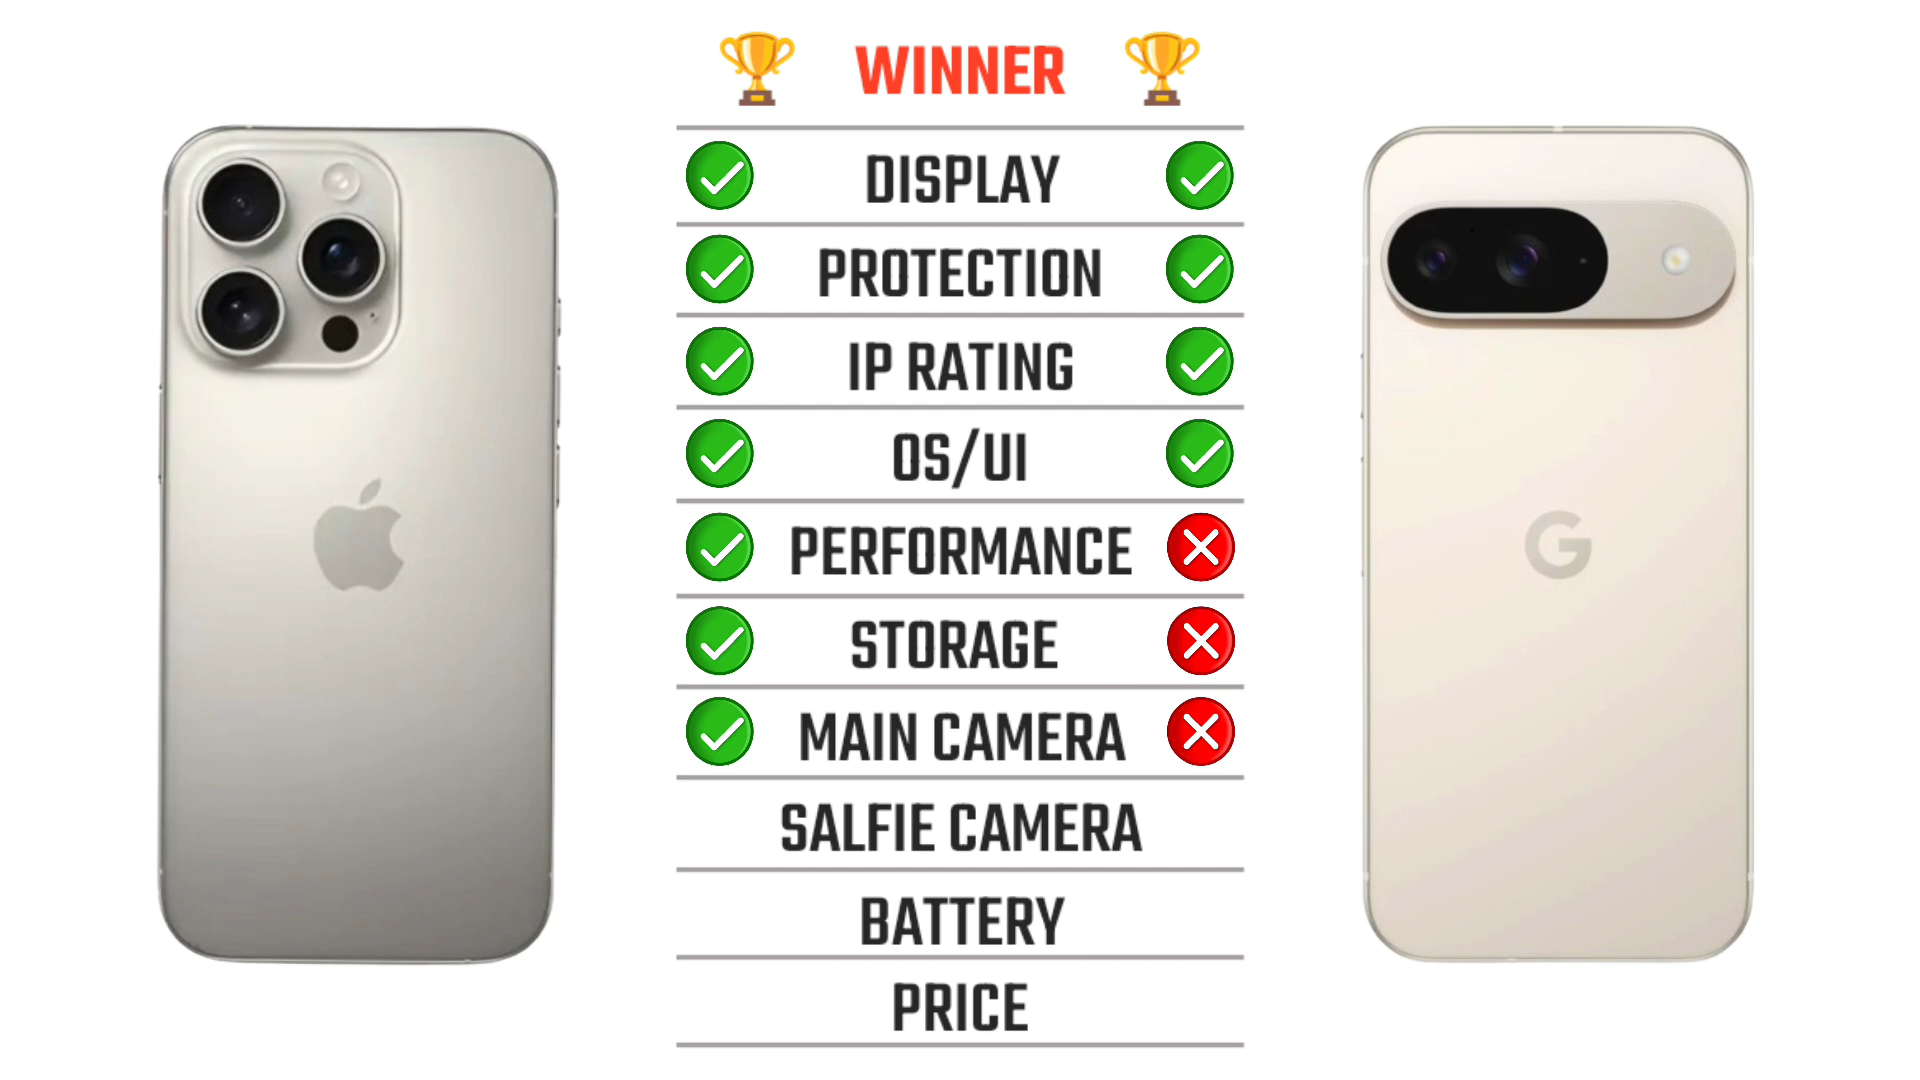 WINNER
DISPLAY
PROTECTION
IP RATING
OS/UI
PERFORMANCE
STORAGE
MAIN CAMERA
SALFIE CAMERA
BATTERY
PRICE
G